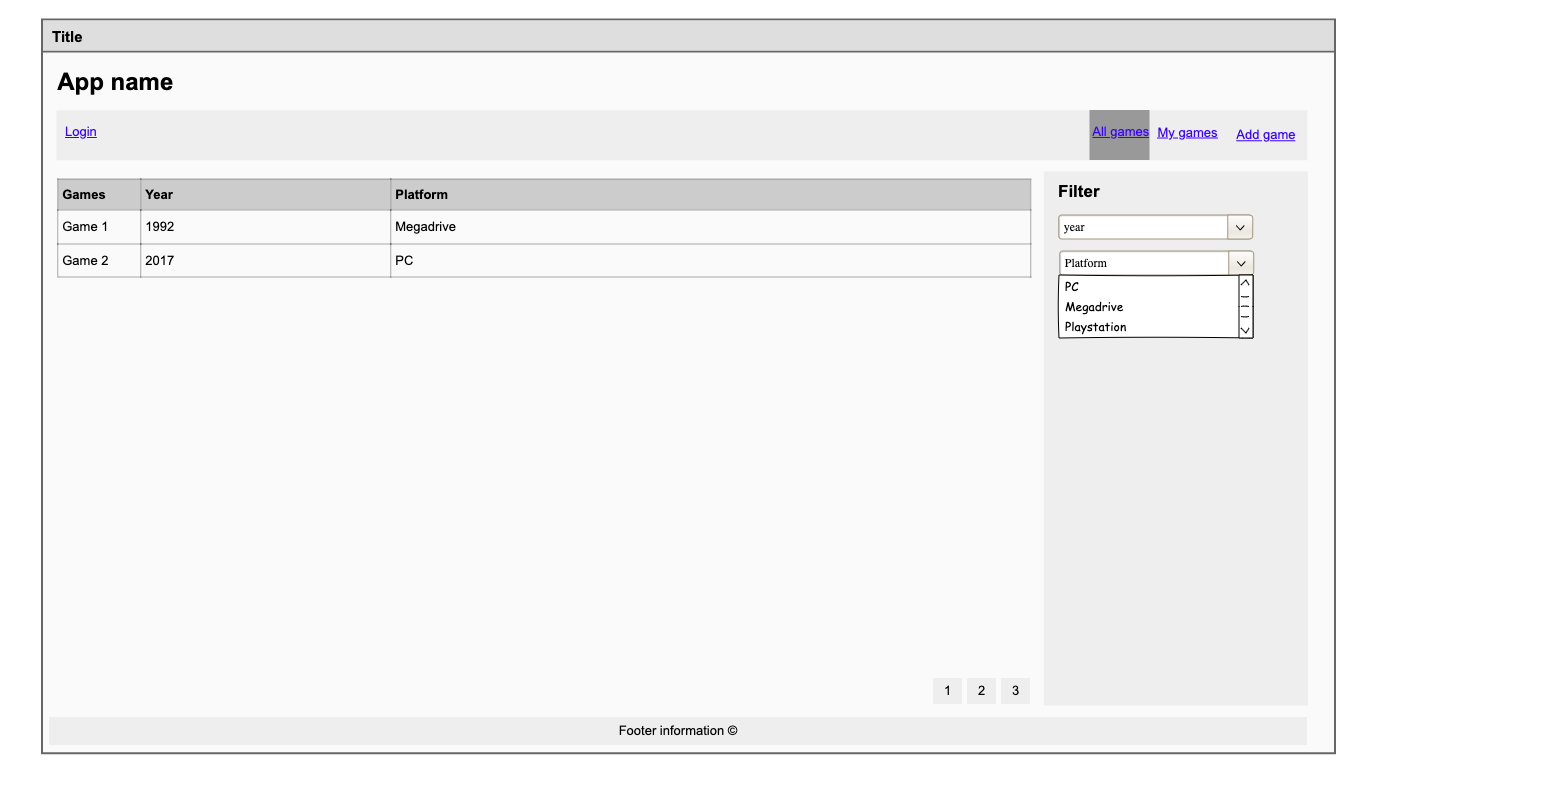 Title
App name
Login
All games My games Add game
Games Year Platform
Game 1 1992 Megadrive
Game 2 2017 PC
Filter
year
Platform
PC
Megadrive
Playstation
1 2 3
Footer information ©